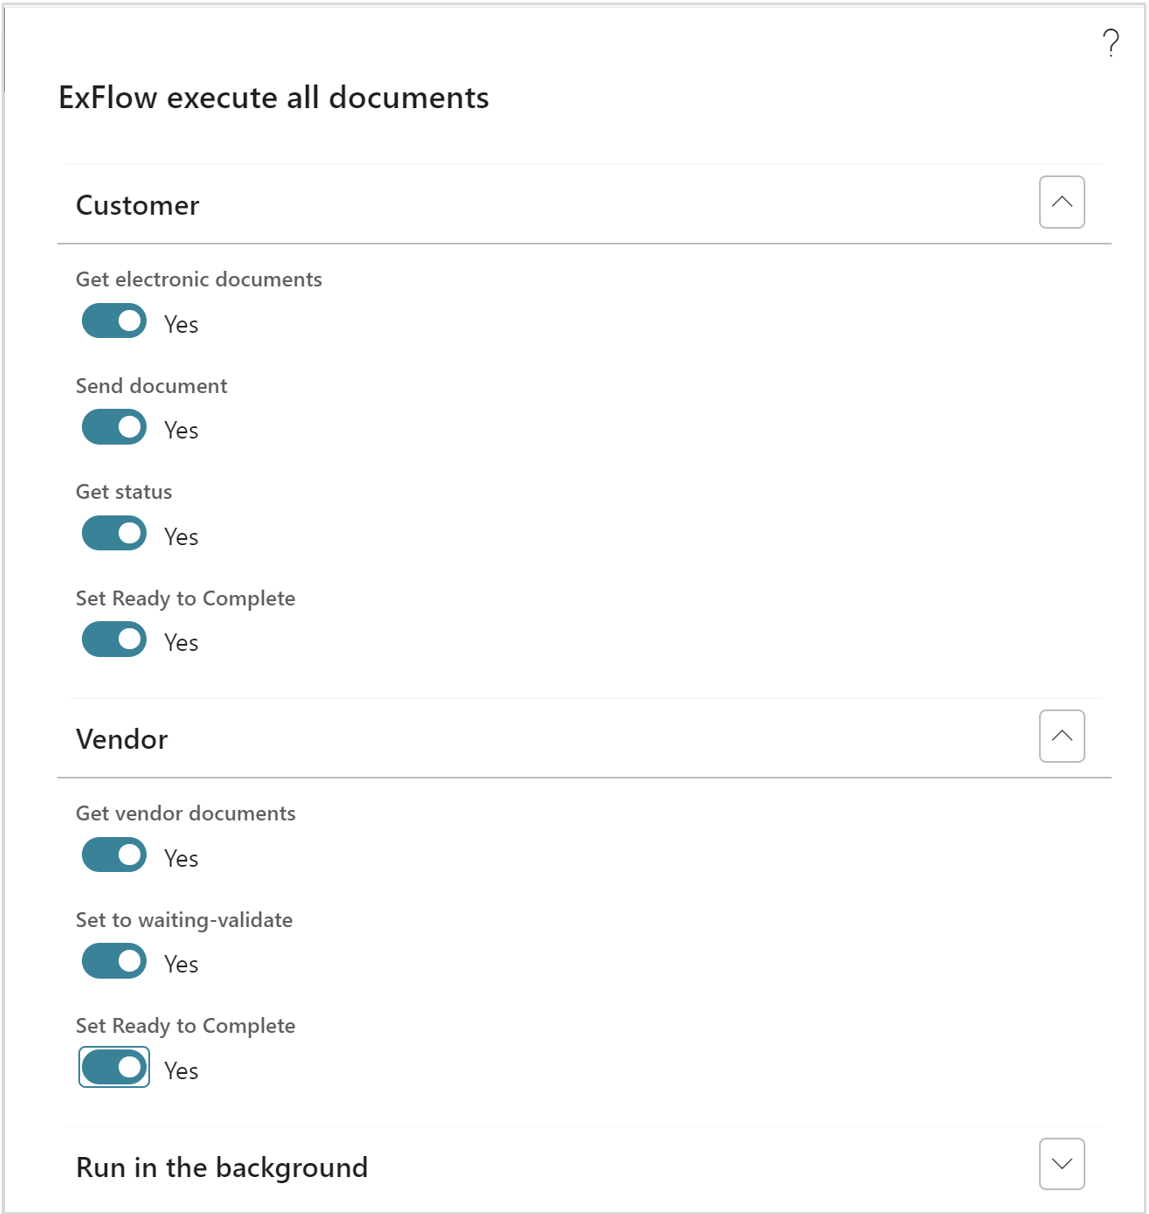 ?
ExFlow execute all documents
Customer
Get electronic documents
Yes
Send document
Yes
Get status
Yes
Set Ready to Complete
Yes
Vendor
Get vendor documents
Yes
Set to waiting-validate
Yes
Set Ready to Complete
Yes
Run in the background